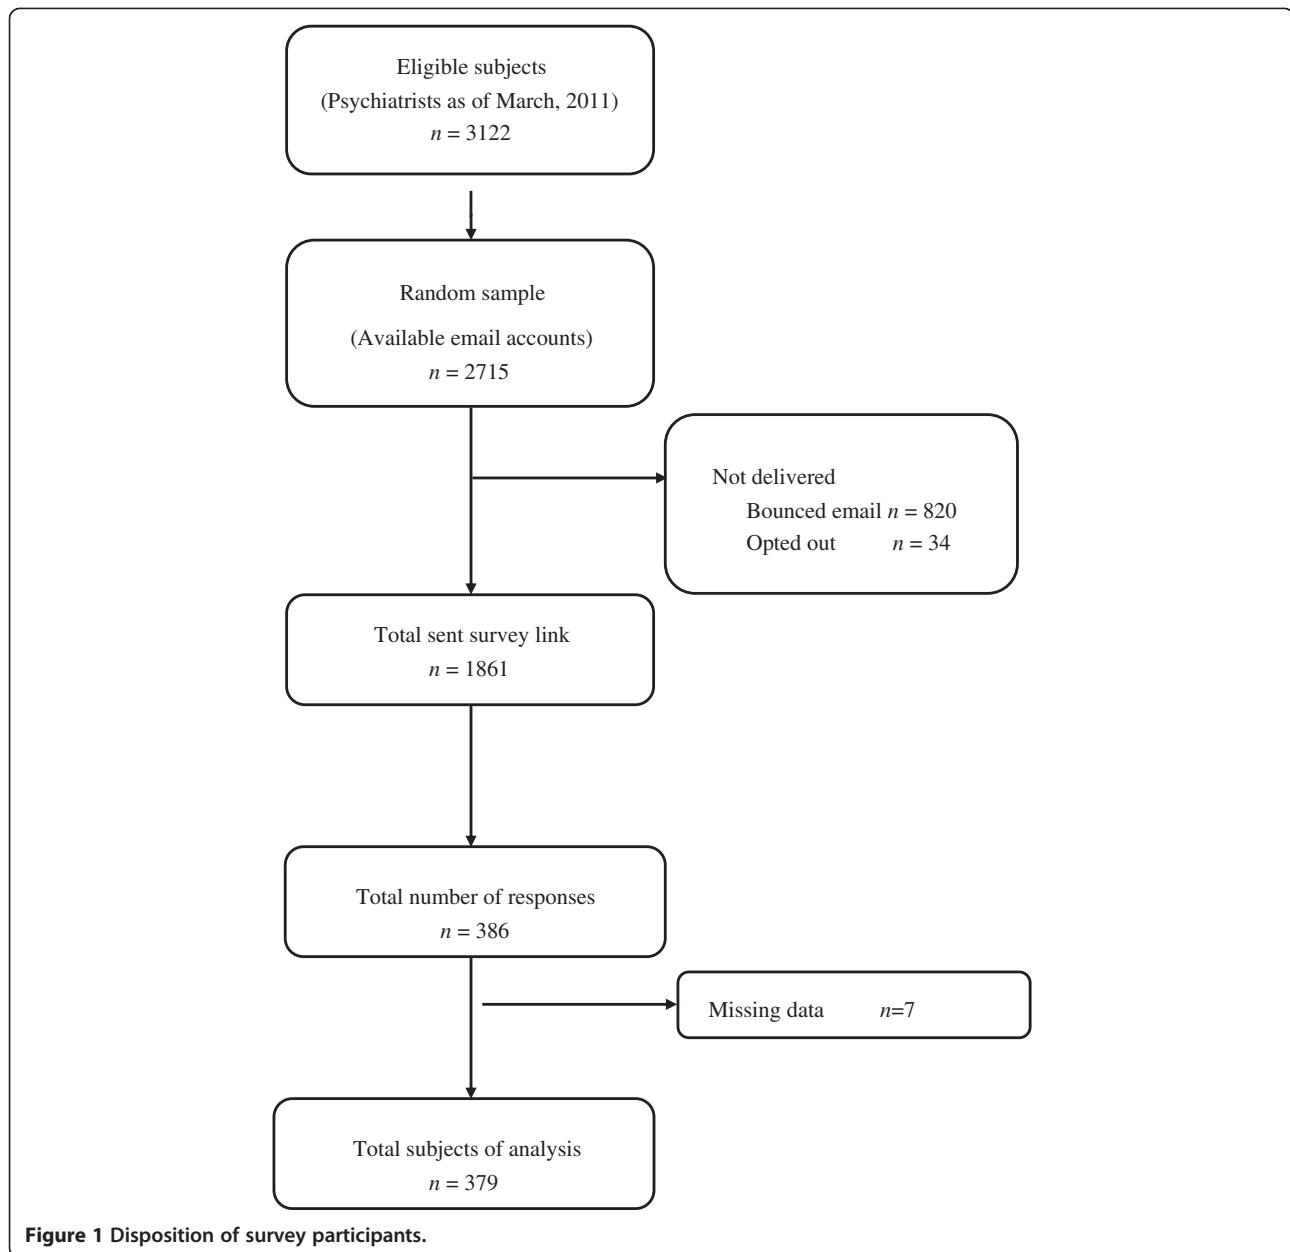 Eligible subjects
(Psychiatrists as of March, 2011)
n = 3122
Random sample
(Available email accounts)
n = 2715
Not delivered
Bounced email n = 820
Opted out n = 34
Total sent survey link
n = 1861
Total number of responses
n = 386
Missing data n=7
Total subjects of analysis
n = 379
Figure 1 Disposition of survey participants.